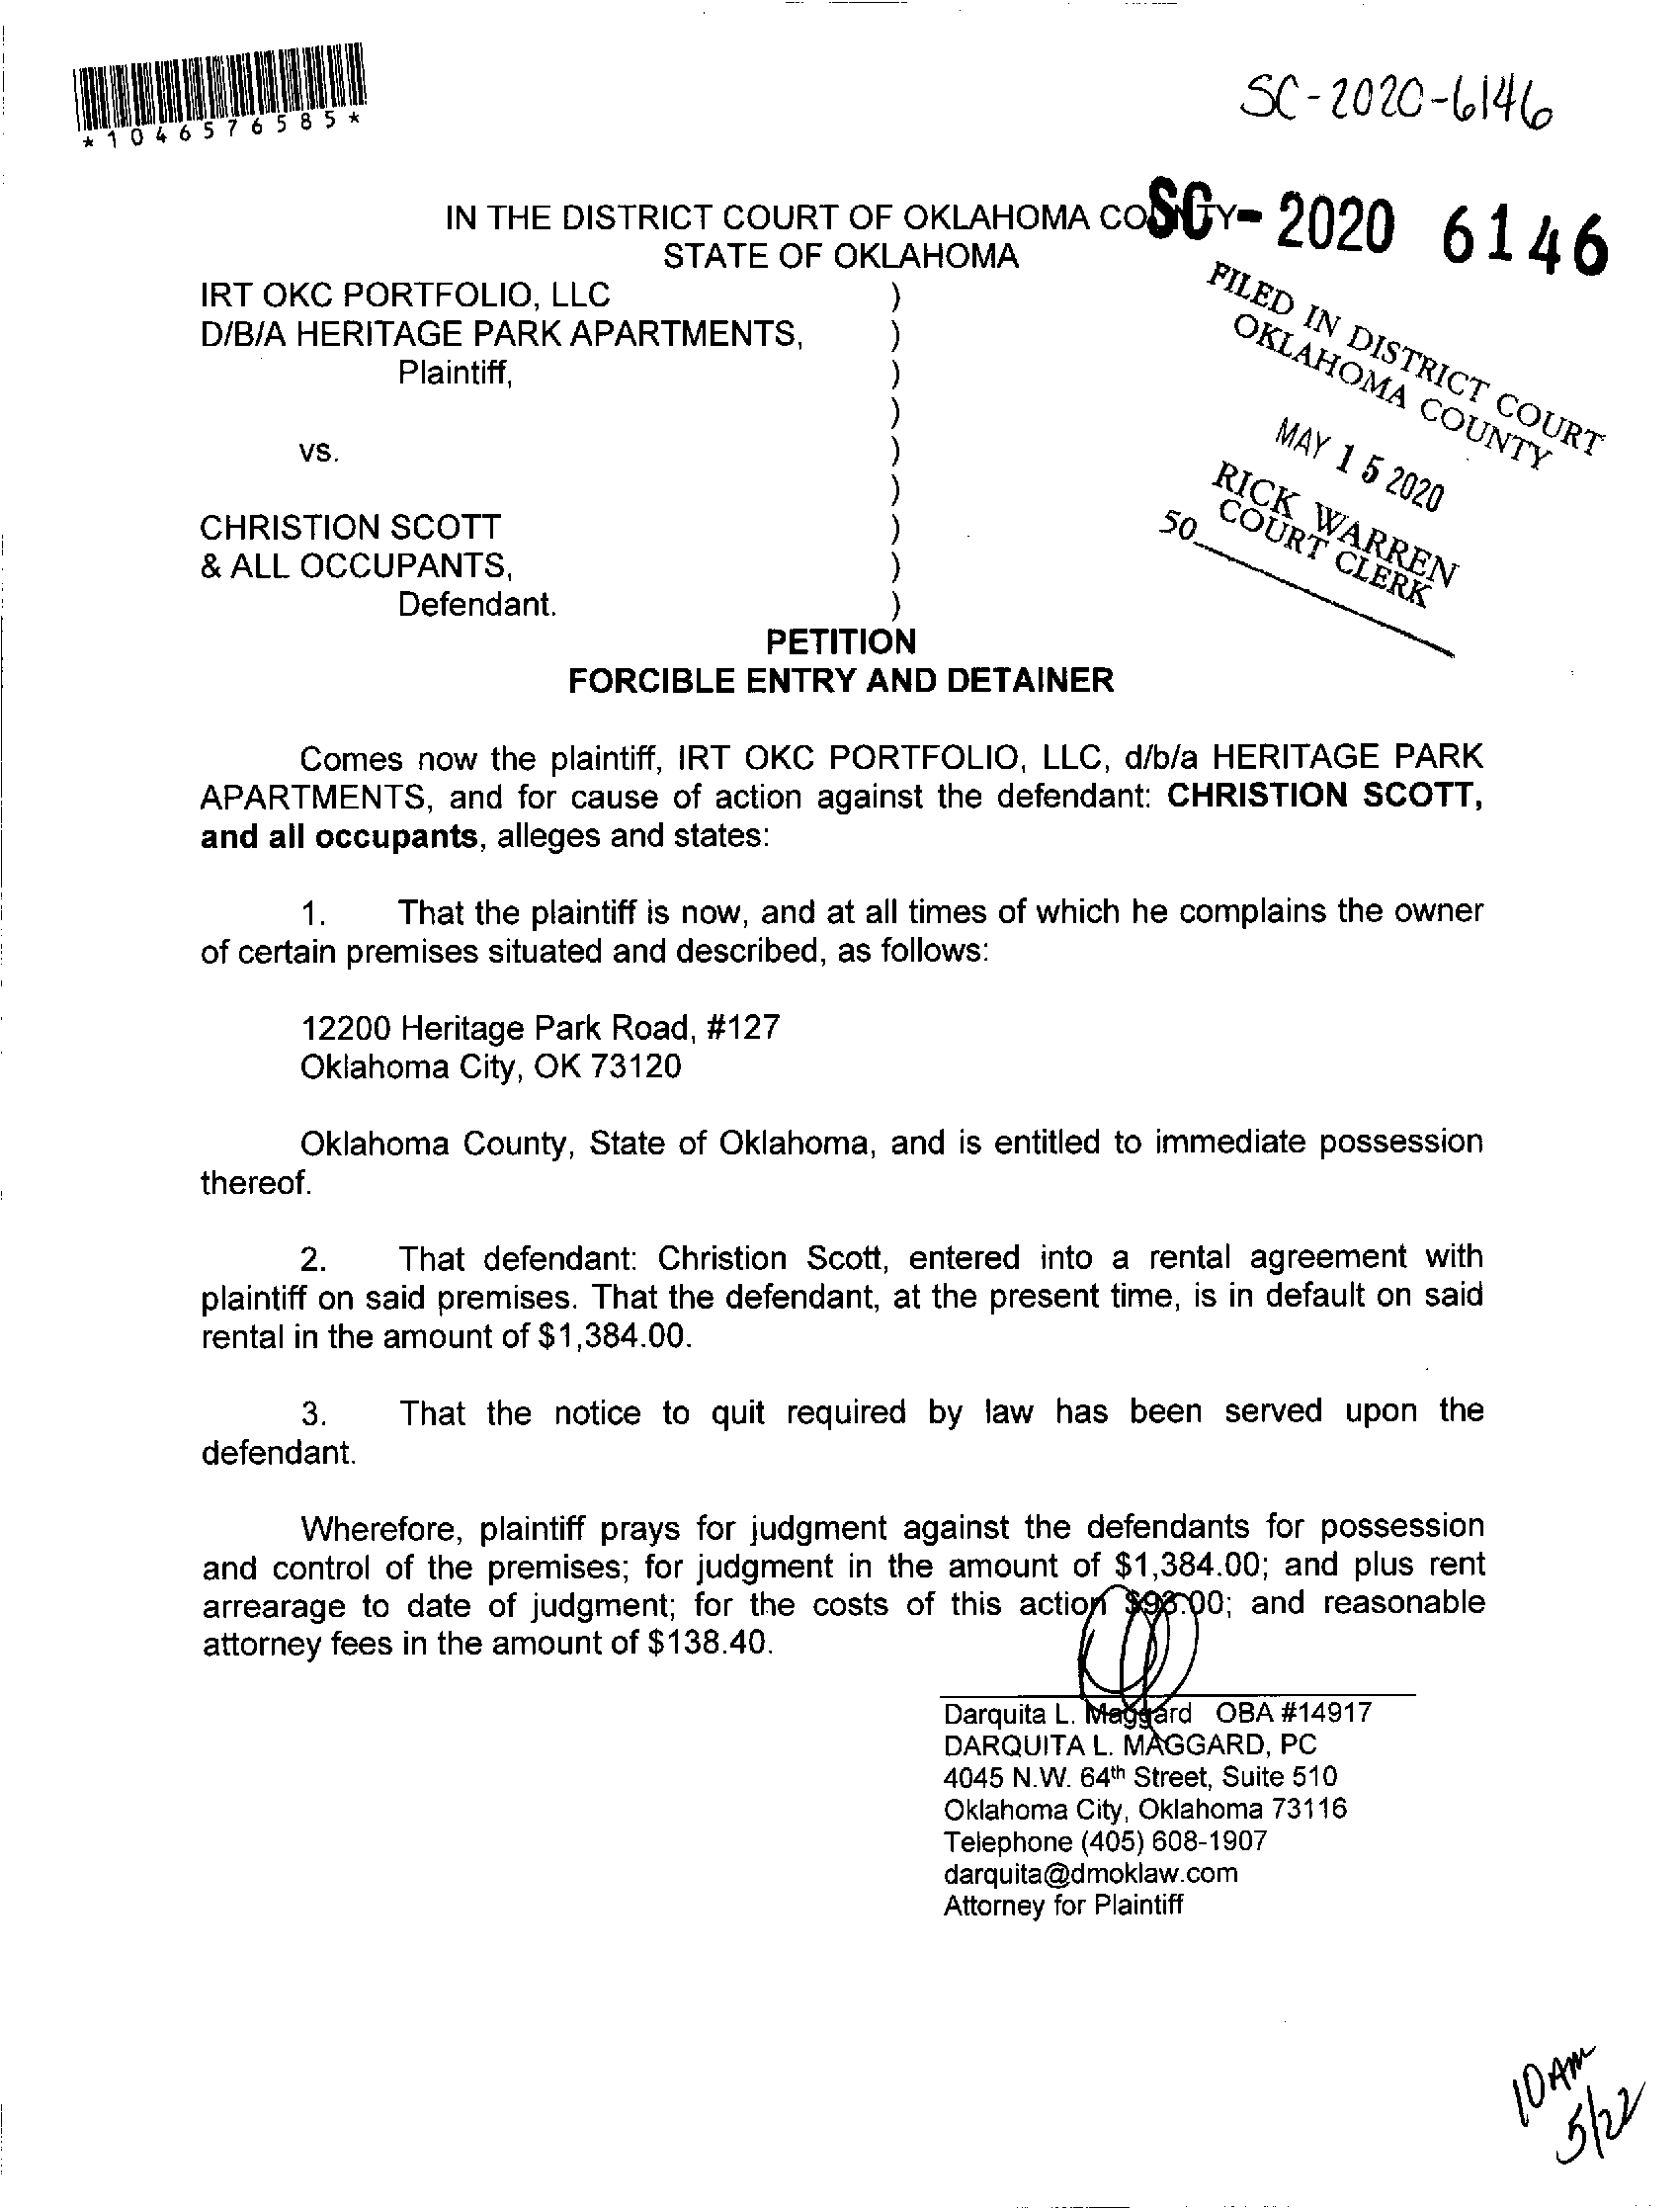 *1046576585*
SC-2020-6146
SC-2020 6146
IN THE DISTRICT COURT OF OKLAHOMA COUNTY
STATE OF OKLAHOMA
FILED IN DISTRICT COURT
OKLAHOMA COUNTY
MAY 15 2020
RICK WARREN
COURT CLERK
50
IRT OKC PORTFOLIO, LLC )
D/B/A HERITAGE PARK APARTMENTS, )
Plaintiff, )
)
vs. )
)
CHRISTION SCOTT )
& ALL OCCUPANTS, )
Defendant. )
PETITION
FORCIBLE ENTRY AND DETAINER
Comes now the plaintiff, IRT OKC PORTFOLIO, LLC, d/b/a HERITAGE PARK
APARTMENTS, and for cause of action against the defendant: CHRISTION SCOTT,
and all occupants, alleges and states:
1. That the plaintiff is now, and at all times of which he complains the owner
of certain premises situated and described, as follows:
12200 Heritage Park Road, #127
Oklahoma City, OK 73120
Oklahoma County, State of Oklahoma, and is entitled to immediate possession
thereof.
2. That defendant: Christion Scott, entered into a rental agreement with
plaintiff on said premises. That the defendant, at the present time, is in default on said
rental in the amount of $1,384.00.
3. That the notice to quit required by law has been served upon the
defendant.
Wherefore, plaintiff prays for judgment against the defendants for possession
and control of the premises; for judgment in the amount of $1,384.00; and plus rent
arrearage to date of judgment; for the costs of this action and reasonable
attorney fees in the amount of $138.40.
Darquita L. Maggard OBA #14917
DARQUITA L. MAGGARD, PC
4045 N.W. 64th Street, Suite 510
Oklahoma City, Oklahoma 73116
Telephone (405) 608-1907
darquita@dmoklaw.com
Attorney for Plaintiff
10 AM
5/22